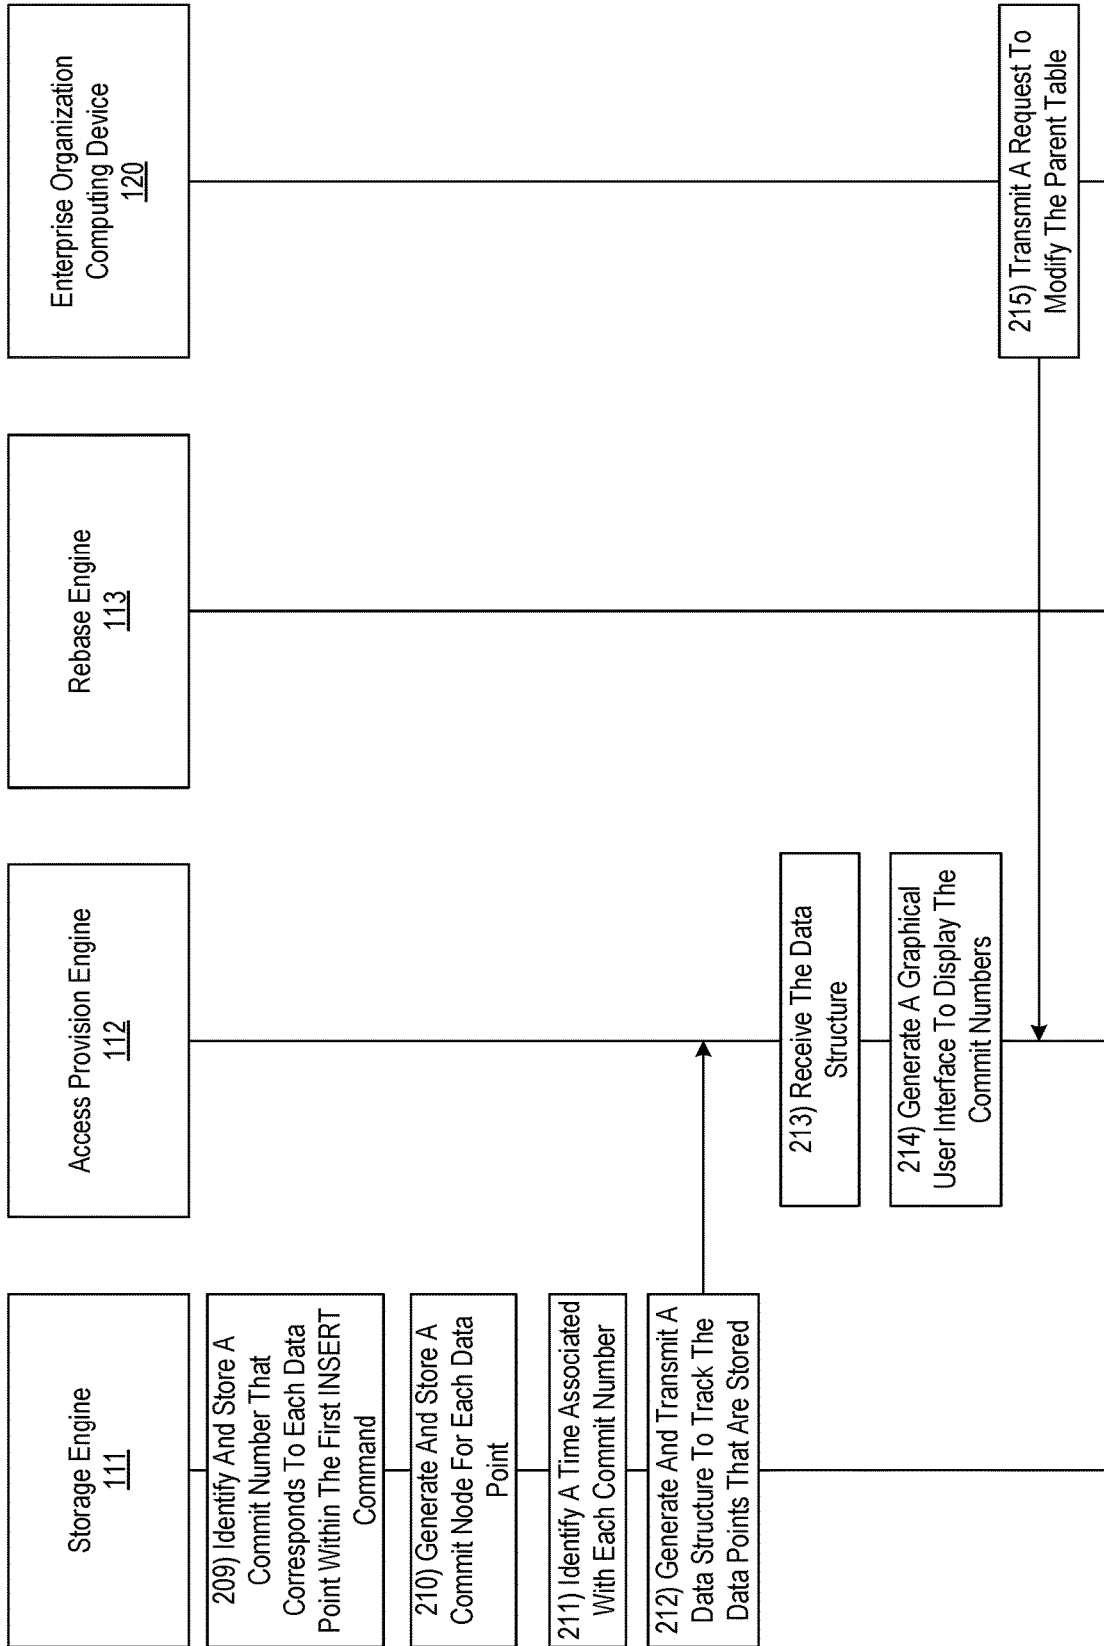 Storage Engine
111
Access Provision Engine
112
Rebase Engine
113
Enterprise Organization
Computing Device
120
209) Identify And Store A
Commit Number That
Corresponds To Each Data
Point Within The First INSERT
Command
210) Generate And Store A
Commit Node For Each Data
Point
211) Identify A Time Associated
With Each Commit Number
212) Generate And Transmit A
Data Structure To Track The
Data Points That Are Stored
213) Receive The Data
Structure
214) Generate A Graphical
User Interface To Display The
Commit Numbers
215) Transmit A Request To
Modify The Parent Table